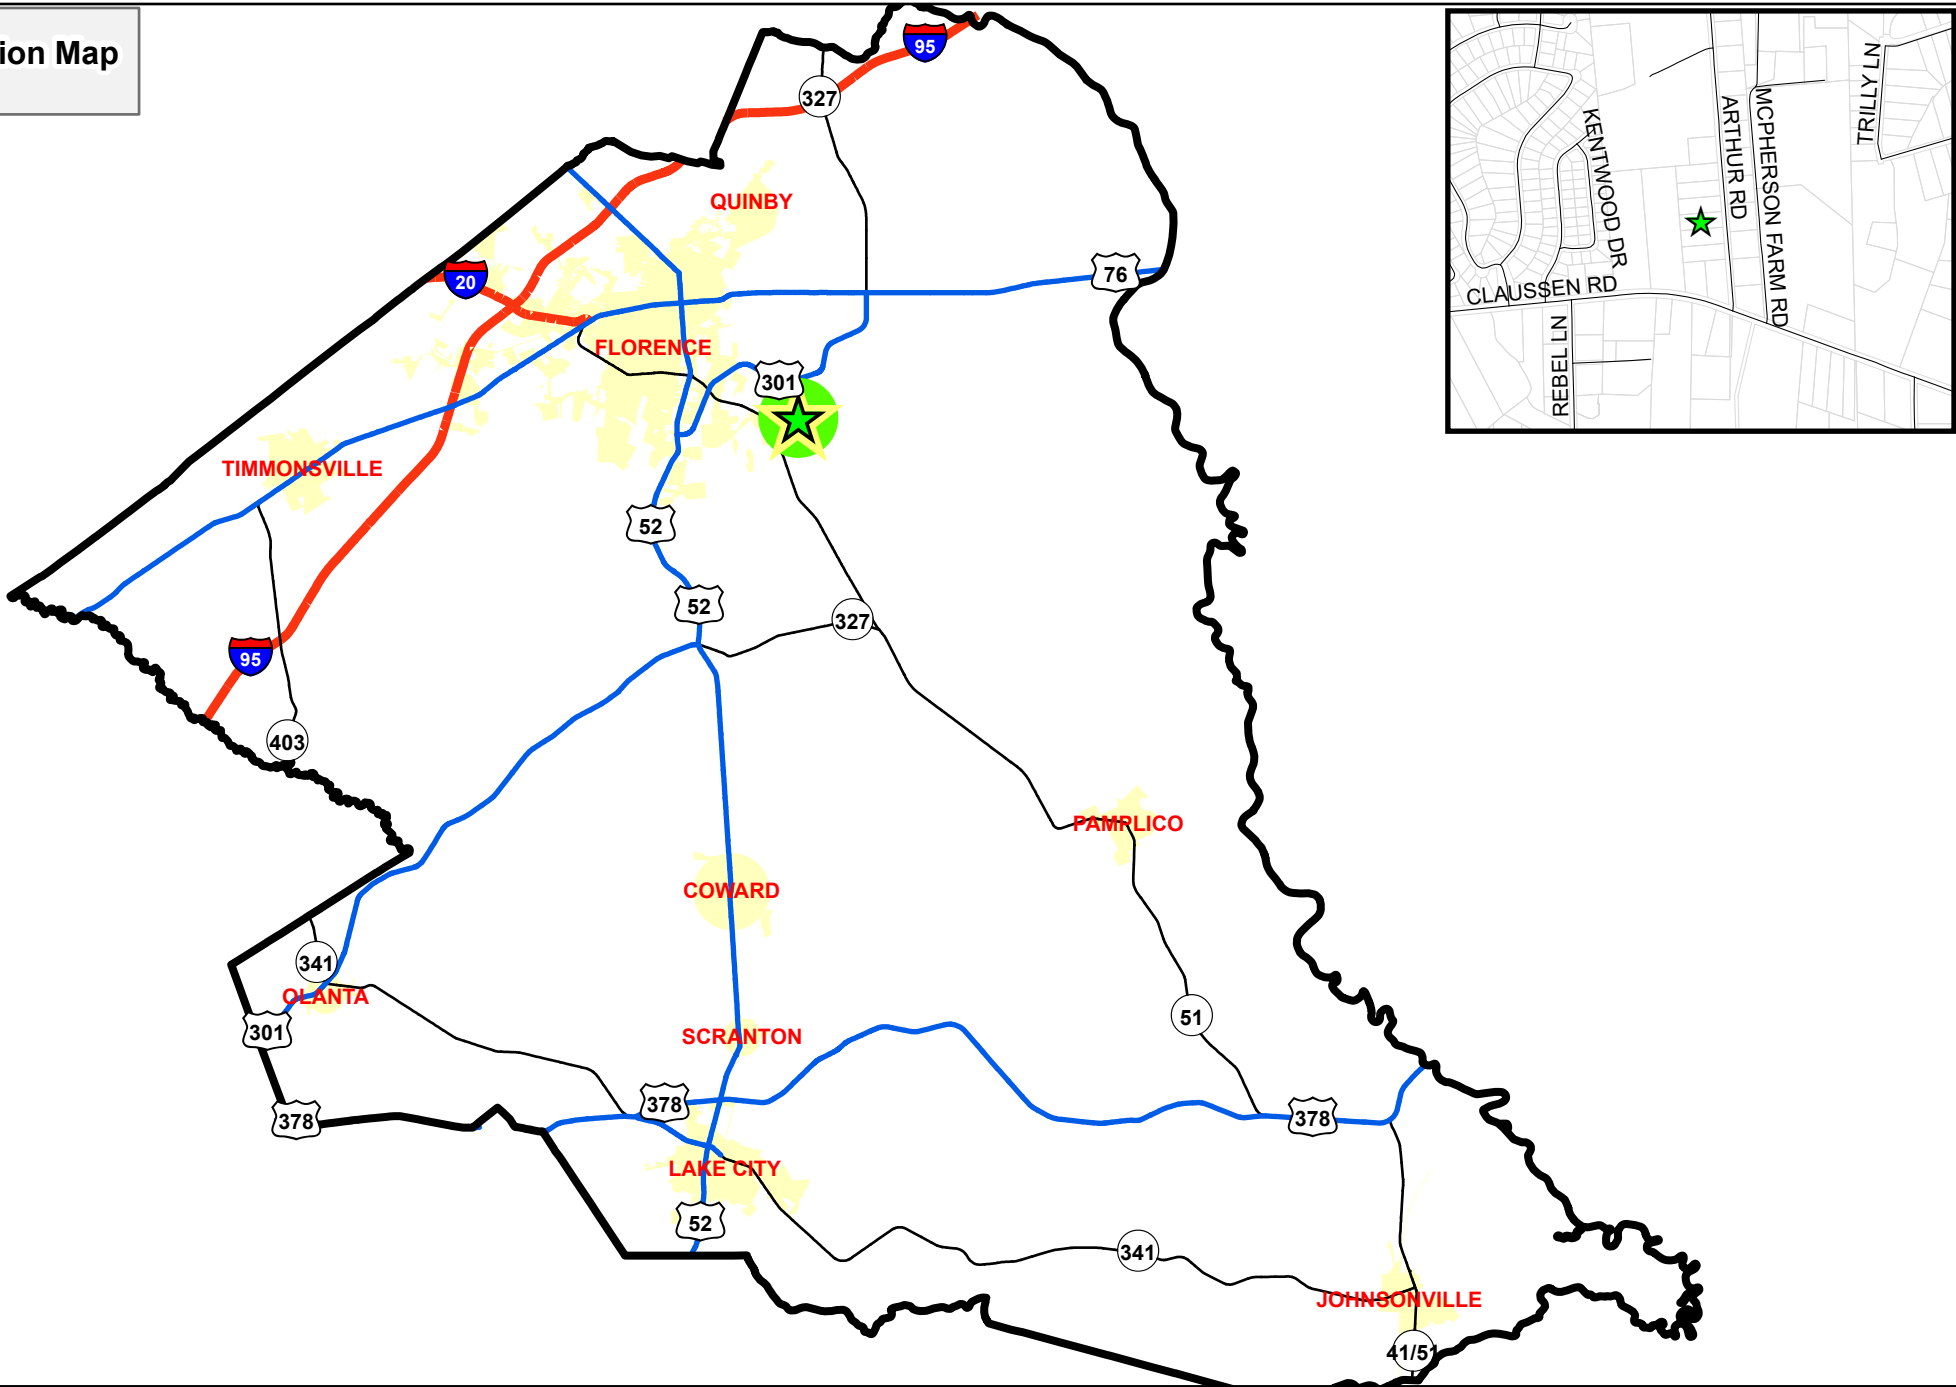 ion Map
95
327
QUINBY
20
76
FLORENCE
301
TIMMONSVILLE
52
52
327
95
403
PAMPLICO
COWARD
341
OLANTA
301
51
SCRANTON
378
378
378
LAKE CITY
52
341
JOHNSONVILLE
41/51
KENTWOOD DR
ARTHUR RD
MCPHERSON FARM RD
TRILLY LN
CLAUSSEN RD
REBEL LN